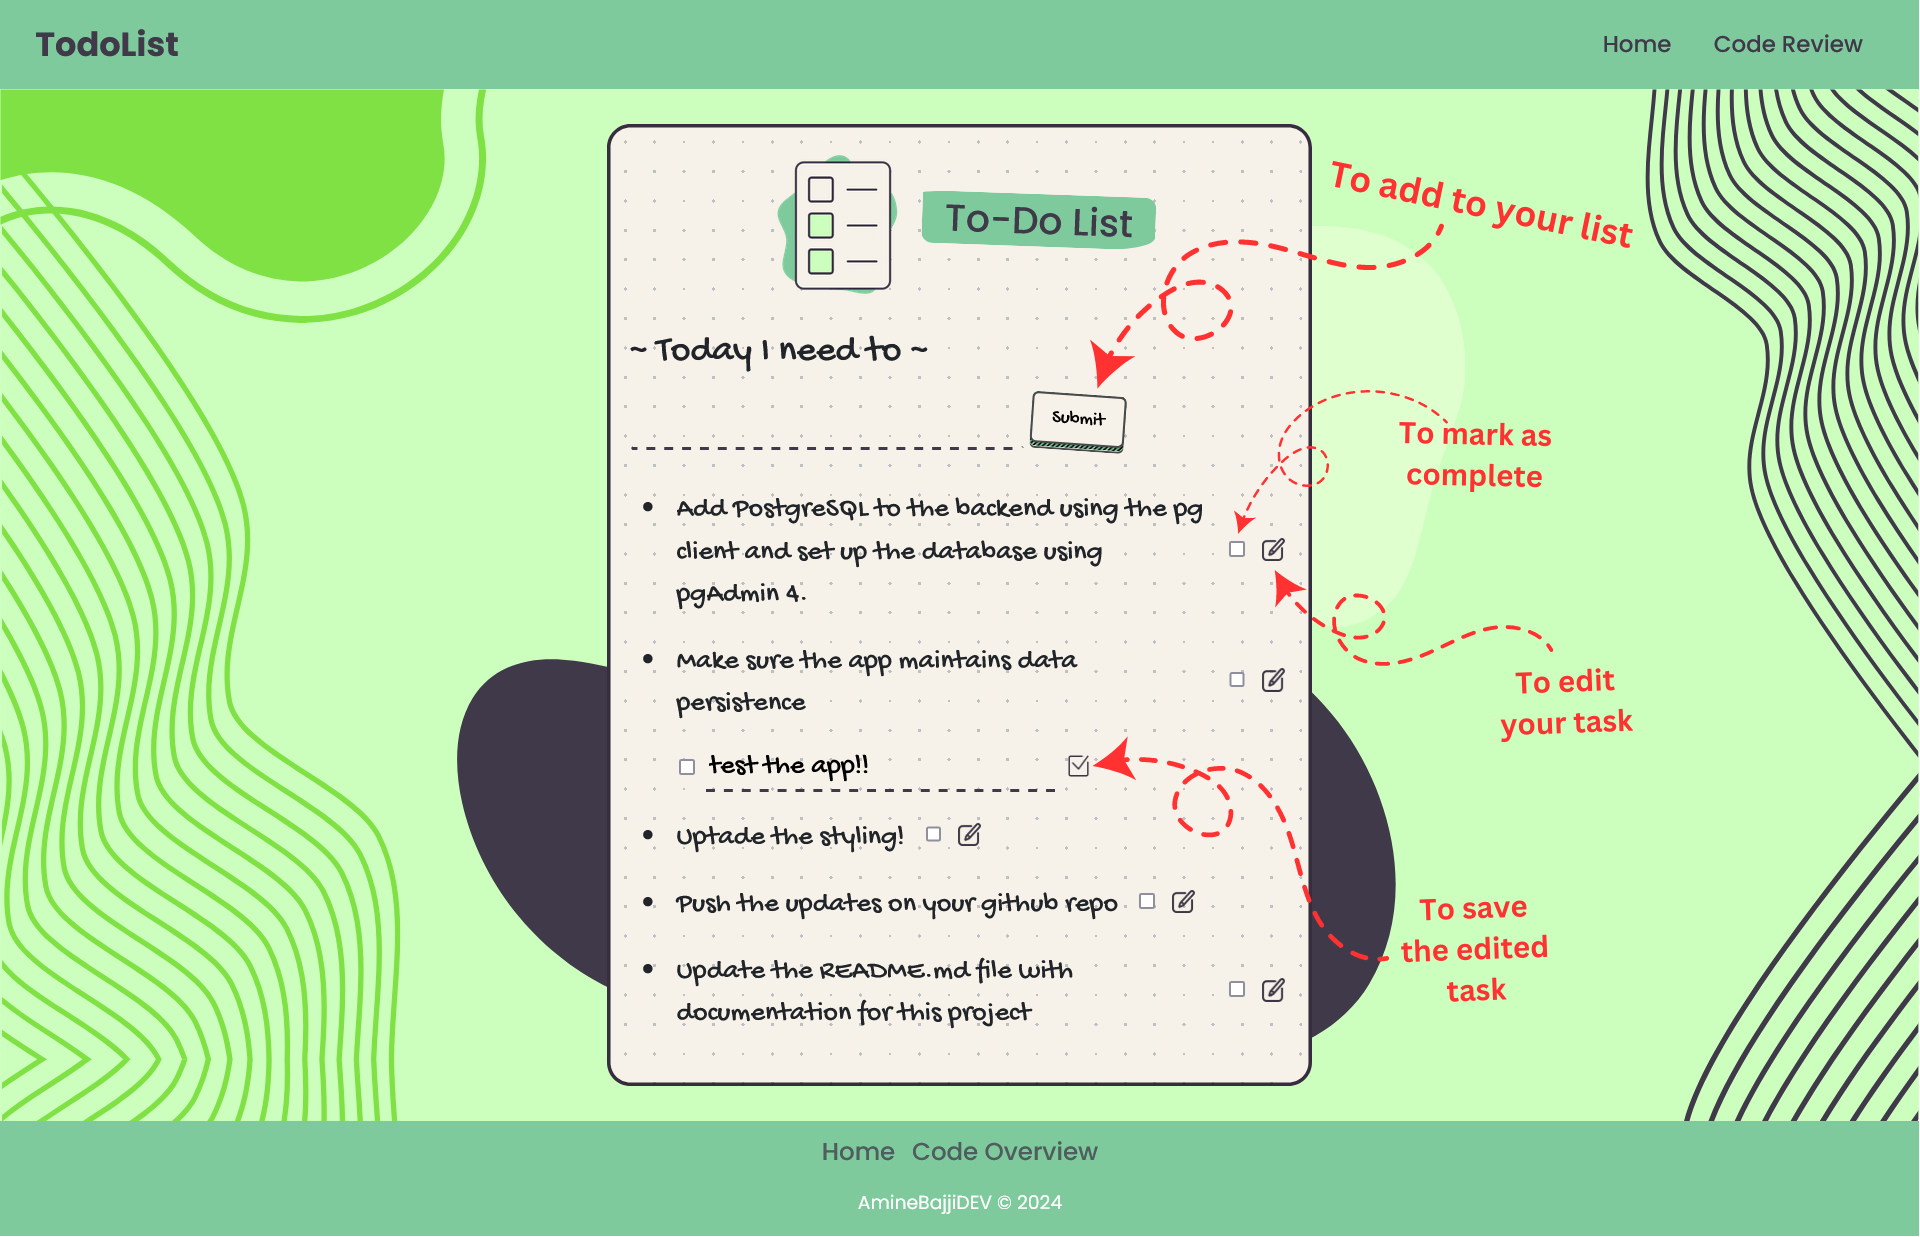 TodoList
Home Code Review
To-Do List
To add to your list
~ Today I need to ~
Submit
To mark as
complete
Add PostgreSQL to the backend using the pg
client and set up the database using
pgAdmin 4.
To edit
your task
Make sure the app maintains data
persistence
test the app!!
Uptade the styling!
Push the updates on your github repo
To save
the edited
task
Update the README.md file with
documentation for this project
Home Code Overview
AmineBajjiDEV © 2024